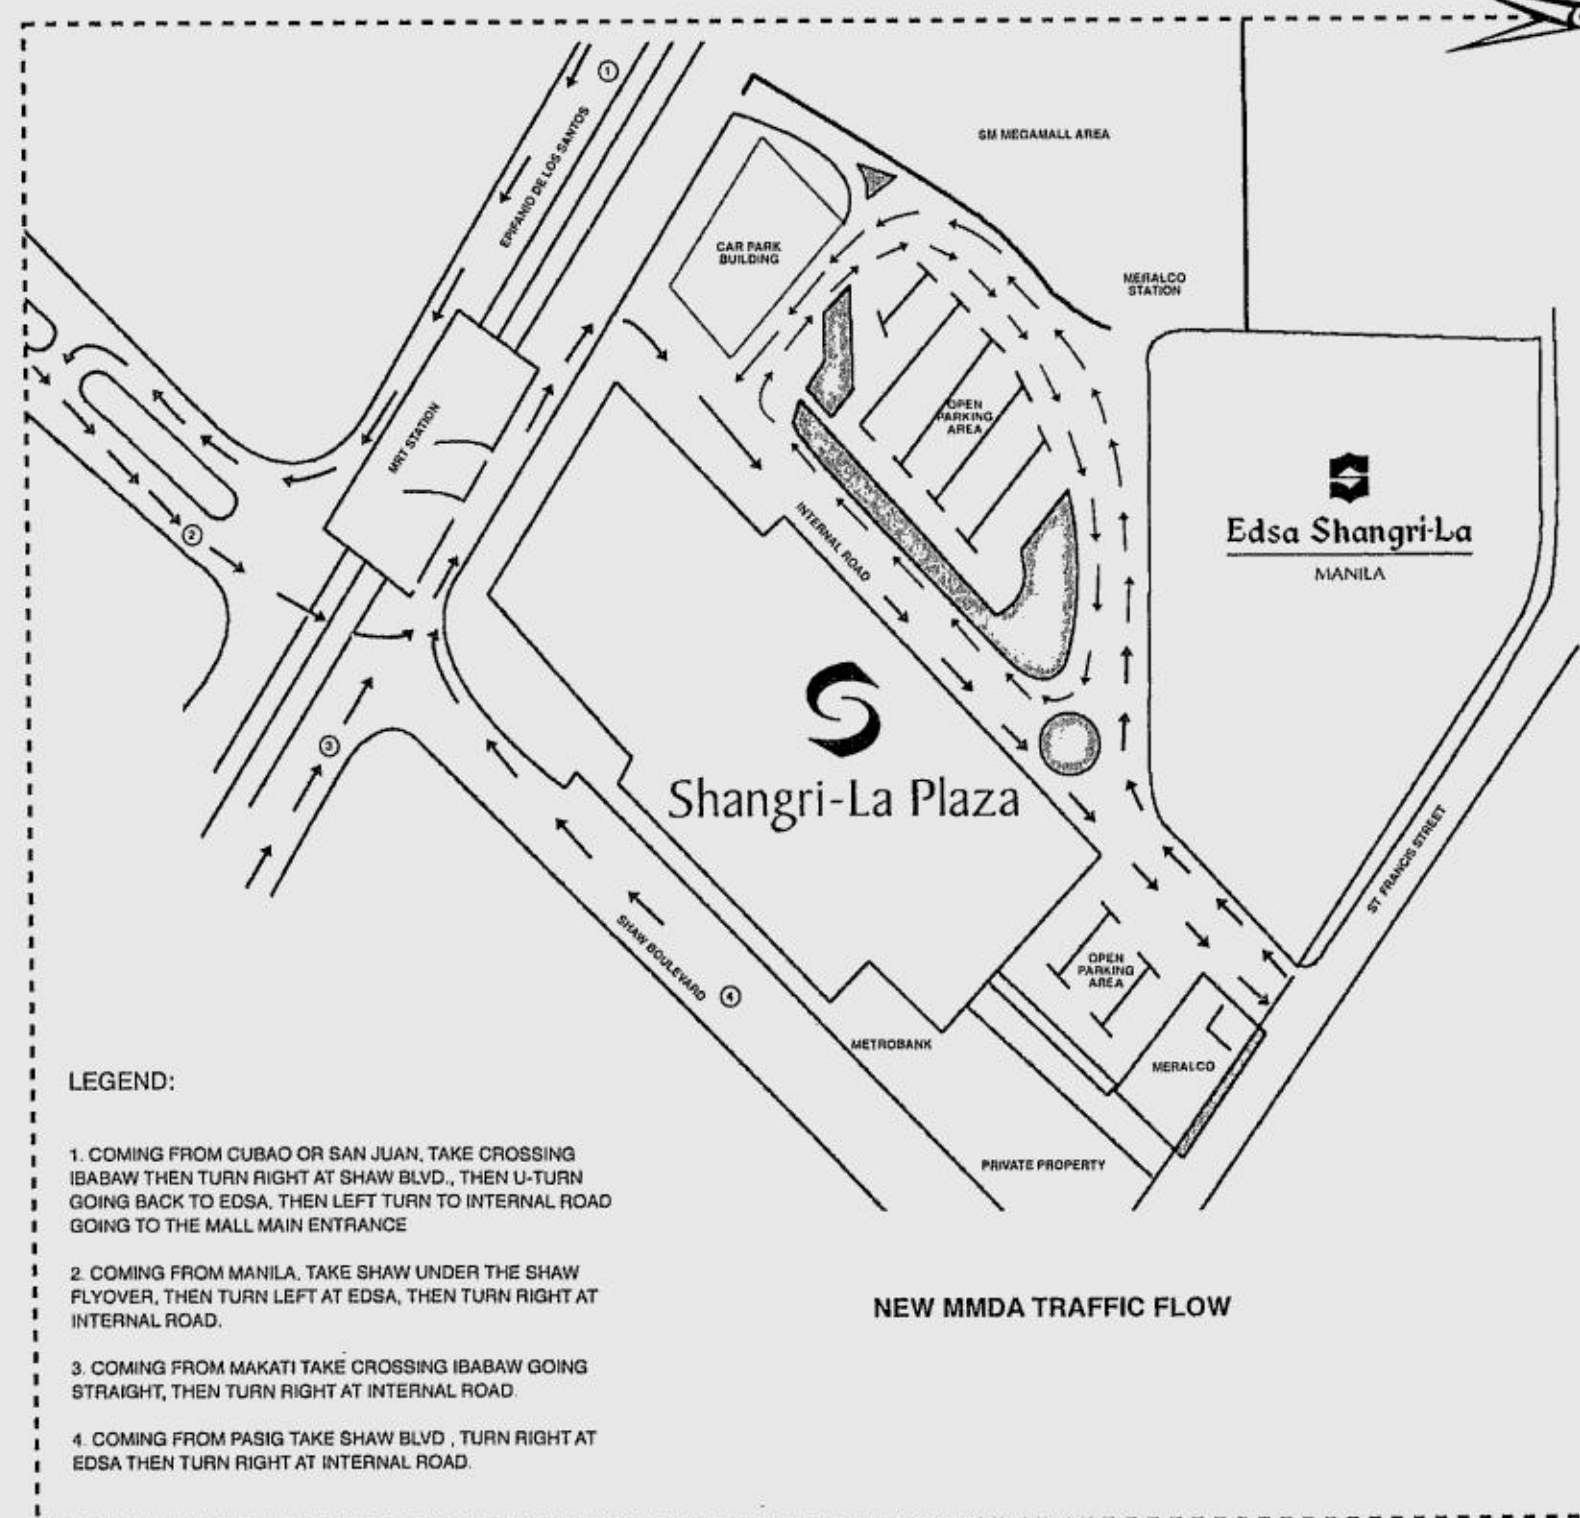 1
EPIFANIO DE LOS SANTOS
SM MEGAMALL AREA
CAR PARK
BUILDING
MERALCO
STATION
MRT STATION
OPEN
PARKING
AREA
2
INTERNAL ROAD
Edsa Shangri-La
MANILA
3
Shangri-La Plaza
ST FRANCIS STREET
SHAW BOULEVARD
4
OPEN
PARKING
AREA
METROBANK
MERALCO
PRIVATE PROPERTY
LEGEND:
1. COMING FROM CUBAO OR SAN JUAN, TAKE CROSSING
IBABAW THEN TURN RIGHT AT SHAW BLVD., THEN U-TURN
GOING BACK TO EDSA, THEN LEFT TURN TO INTERNAL ROAD
GOING TO THE MALL MAIN ENTRANCE
2. COMING FROM MANILA, TAKE SHAW UNDER THE SHAW
FLYOVER, THEN TURN LEFT AT EDSA, THEN TURN RIGHT AT
INTERNAL ROAD.
3. COMING FROM MAKATI TAKE CROSSING IBABAW GOING
STRAIGHT, THEN TURN RIGHT AT INTERNAL ROAD.
4. COMING FROM PASIG TAKE SHAW BLVD , TURN RIGHT AT
EDSA THEN TURN RIGHT AT INTERNAL ROAD.
NEW MMDA TRAFFIC FLOW